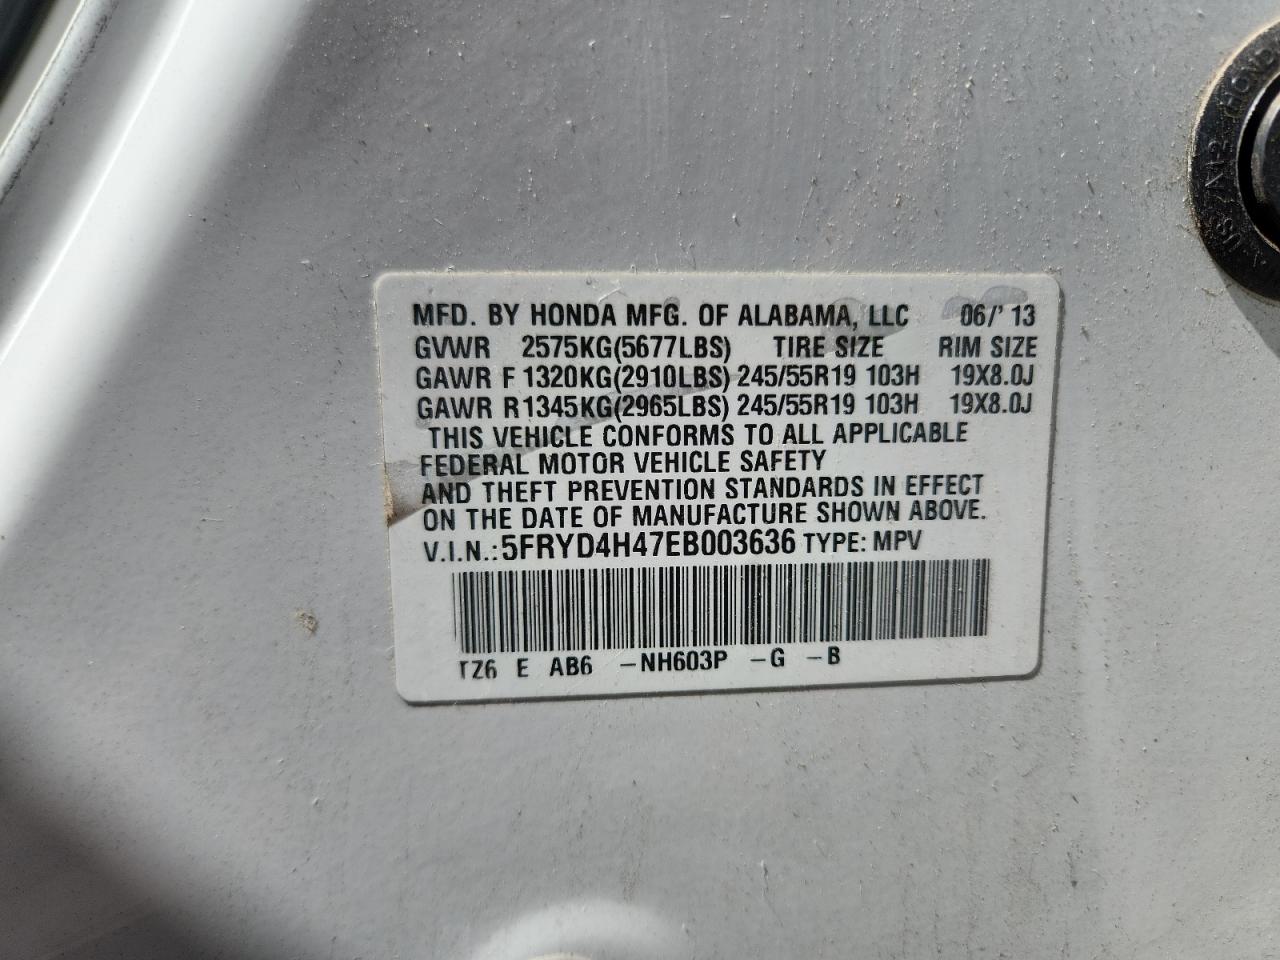 MFD. BY HONDA MFG. OF ALABAMA, LLC 06/' 13
GVWR 2575KG(5677LBS) TIRE SIZE RIM SIZE
GAWR F 1320KG(2910LBS) 245/55R19 103H 19X8.0J
GAWR R1345KG(2965LBS) 245/55R19 103H 19X8.0J
THIS VEHICLE CONFORMS TO ALL APPLICABLE
FEDERAL MOTOR VEHICLE SAFETY
AND THEFT PREVENTION STANDARDS IN EFFECT
ON THE DATE OF MANUFACTURE SHOWN ABOVE.
V.I.N.: 5FRYD4H47EB003636 TYPE: MPV
TZ6 E AB6 -NH603P -G -B